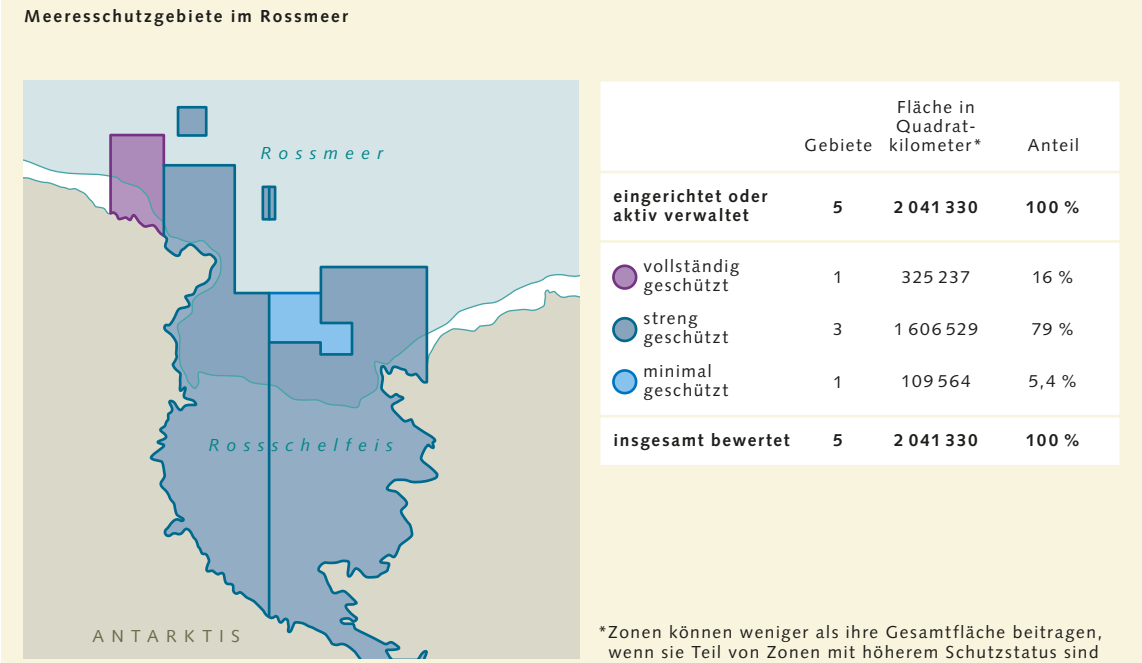 Meeresschutzgebiete im Rossmeer
Rossmeer
Rossschelfeis
ANTARKTIS
Fläche in
Quadrat-
Gebiete kilometer* Anteil
eingerichtet oder
aktiv verwaltet 5 2 041 330 100 %
vollständig
geschützt 1 325 237 16 %
streng
geschützt 3 1 606 529 79 %
minimal
geschützt 1 109 564 5,4 %
insgesamt bewertet 5 2 041 330 100 %
*Zonen können weniger als ihre Gesamtfläche beitragen,
wenn sie Teil von Zonen mit höherem Schutzstatus sind